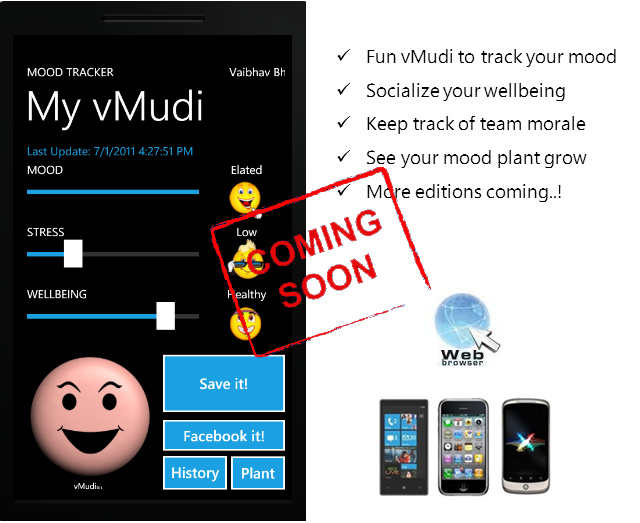 MOOD TRACKER
Vaibhav Bh
My vMudi
Last Update: 7/1/2011 4:27:51 PM
MOOD
Elated
STRESS
Low
WELLBEING
Healthy
Save it!
Facebook it!
History
Plant
vMudi
✓ Fun vMudi to track your mood
✓ Socialize your wellbeing
✓ Keep track of team morale
✓ See your mood plant grow
✓ More editions coming..!
COMING
SOON
Web
browser